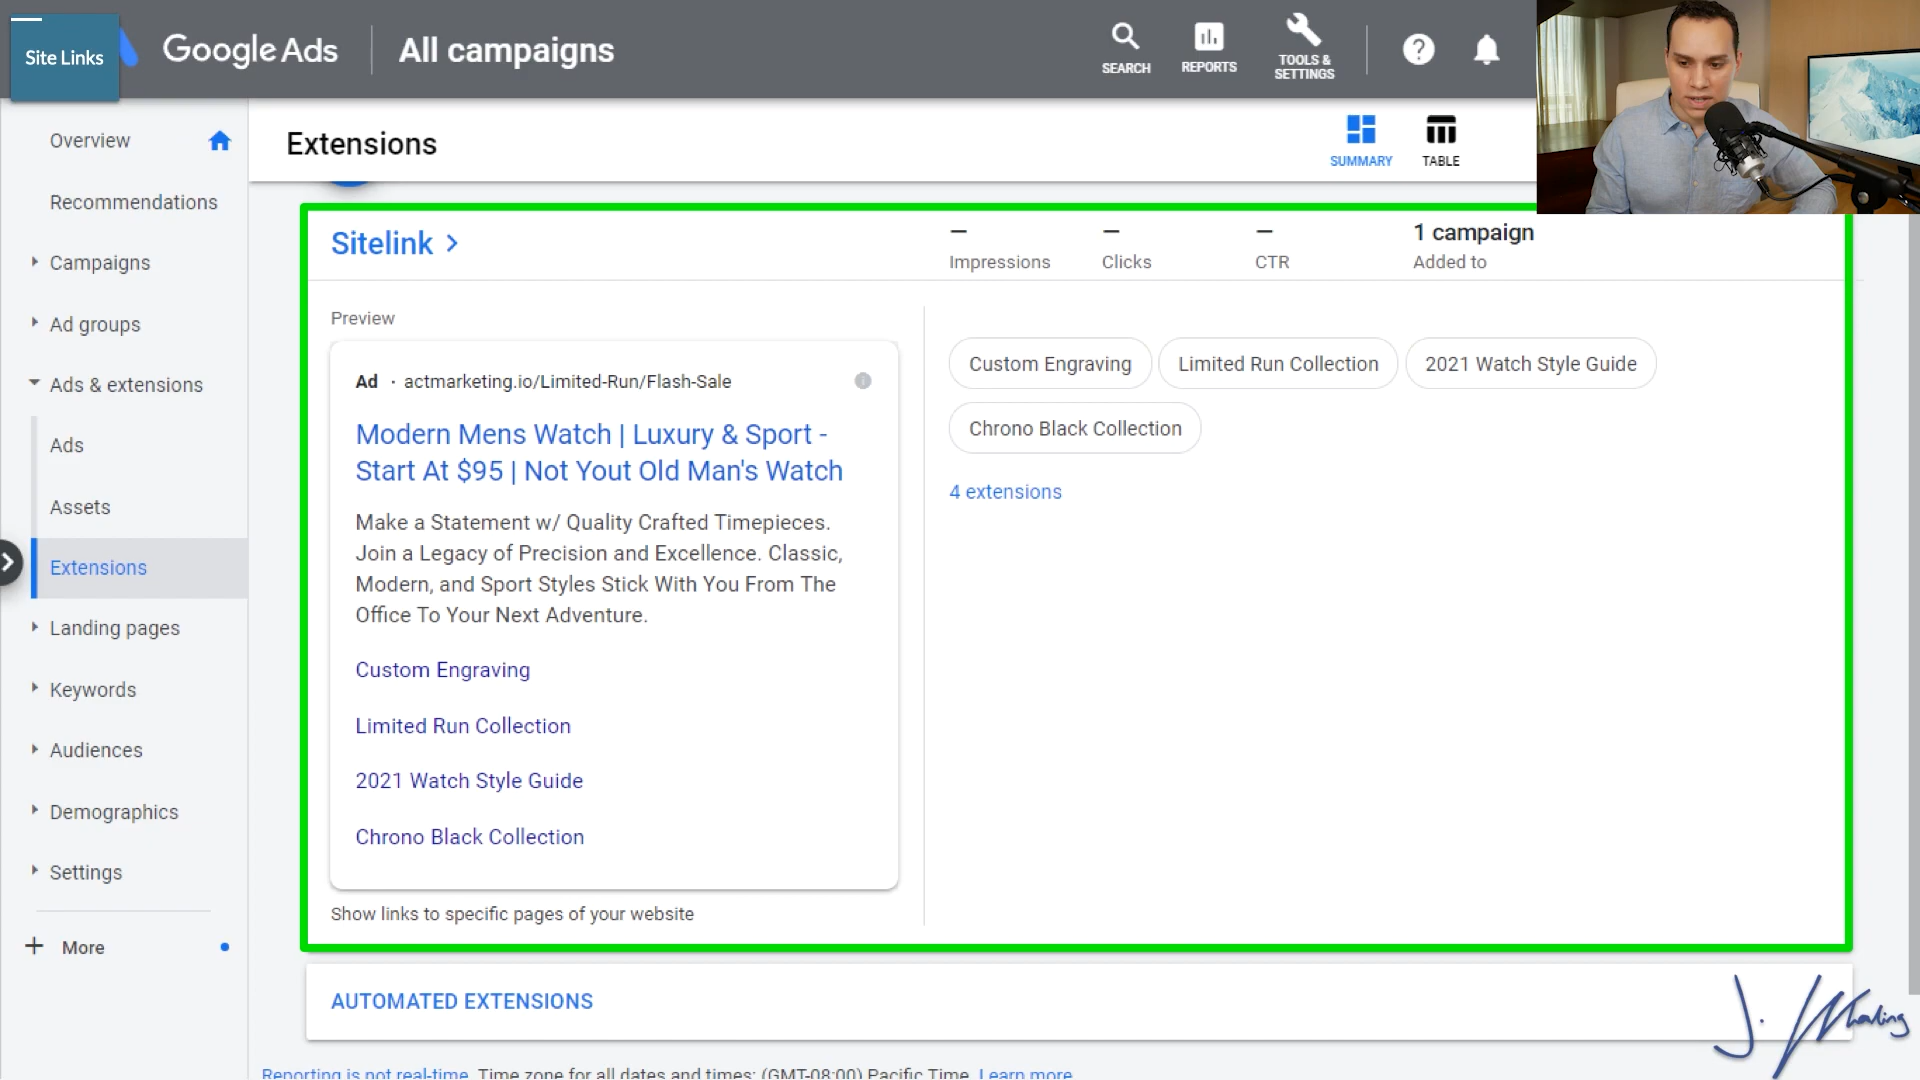 Site Links
Google Ads
All campaigns
SEARCH
REPORTS
TOOLS &
SETTINGS
Overview
Recommendations
Campaigns
Ad groups
Ads & extensions
Ads
Assets
Extensions
Landing pages
Keywords
Audiences
Demographics
Settings
More
Extensions
SUMMARY
TABLE
Sitelink
Impressions
Clicks
CTR
1 campaign
Added to
Preview
Ad · actmarketing.io/Limited-Run/Flash-Sale
Modern Mens Watch | Luxury & Sport -
Start At $95 | Not Yout Old Man's Watch
Make a Statement w/ Quality Crafted Timepieces.
Join a Legacy of Precision and Excellence. Classic,
Modern, and Sport Styles Stick With You From The
Office To Your Next Adventure.
Custom Engraving
Limited Run Collection
2021 Watch Style Guide
Chrono Black Collection
Show links to specific pages of your website
Custom Engraving
Limited Run Collection
2021 Watch Style Guide
Chrono Black Collection
4 extensions
AUTOMATED EXTENSIONS
Reporting is not real-time. Time zone for all dates and times: (GMT-08:00) Pacific Time. Learn more